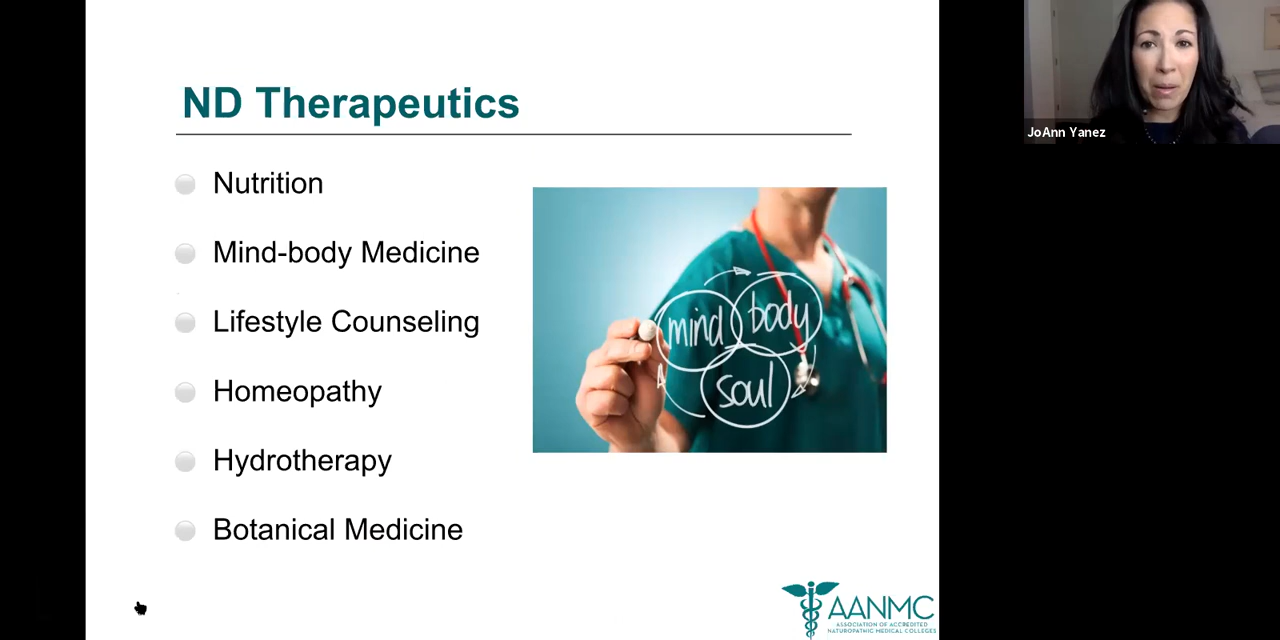 ND Therapeutics
Nutrition
Mind-body Medicine
Lifestyle Counseling
Homeopathy
Hydrotherapy
Botanical Medicine
mind
body
soul
AANMC
ASSOCIATION OF ACCREDITED
NATUROPATHIC MEDICAL COLLEGES
JoAnn Yanez